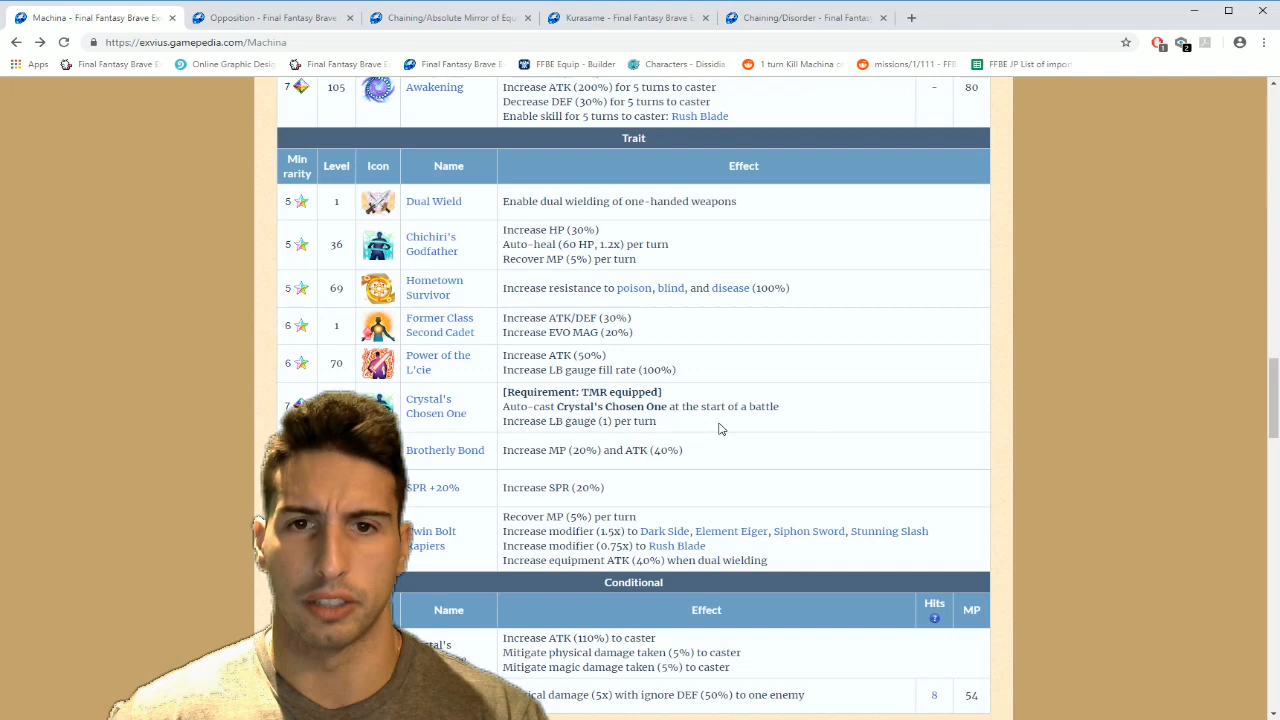 Machina - Final Fantasy Brave Ex
Opposition - Final Fantasy Brave
Chaining/Absolute Mirror of Equ
Kurasame - Final Fantasy Brave E
Chaining/Disorder - Final Fantas
https://exvius.gamepedia.com/Machina
1
2
Apps
Final Fantasy Brave Ex
Online Graphic Desig
Final Fantasy Brave Ex
Final Fantasy Brave Ex
FFBE Equip - Builder
Characters - Dissidia
1 turn Kill Machina o
missions/1/111 - FFB
FFBE JP List of impor
7 105 Awakening
Increase ATK (200%) for 5 turns to caster
Decrease DEF (30%) for 5 turns to caster
Enable skill for 5 turns to caster: Rush Blade
- 80
Trait
Min rarity Level Icon Name Effect
5 1 Dual Wield Enable dual wielding of one-handed weapons
5 36 Chichiri's Godfather
Increase HP (30%)
Auto-heal (60 HP, 1.2x) per turn
Recover MP (5%) per turn
5 69 Hometown Survivor
Increase resistance to poison, blind, and disease (100%)
6 1 Former Class Second Cadet
Increase ATK/DEF (30%)
Increase EVO MAG (20%)
6 70 Power of the L'cie
Increase ATK (50%)
Increase LB gauge fill rate (100%)
7 Crystal's Chosen One
[Requirement: TMR equipped]
Auto-cast Crystal's Chosen One at the start of a battle
Increase LB gauge (1) per turn
Brotherly Bond Increase MP (20%) and ATK (40%)
SPR +20% Increase SPR (20%)
Twin Bolt Rapiers
Recover MP (5%) per turn
Increase modifier (1.5x) to Dark Side, Element Eiger, Siphon Sword, Stunning Slash
Increase modifier (0.75x) to Rush Blade
Increase equipment ATK (40%) when dual wielding
Conditional
Name Effect Hits ? MP
Increase ATK (110%) to caster
Mitigate physical damage taken (5%) to caster
Mitigate magic damage taken (5%) to caster
damage (5x) with ignore DEF (50%) to one enemy 8 54